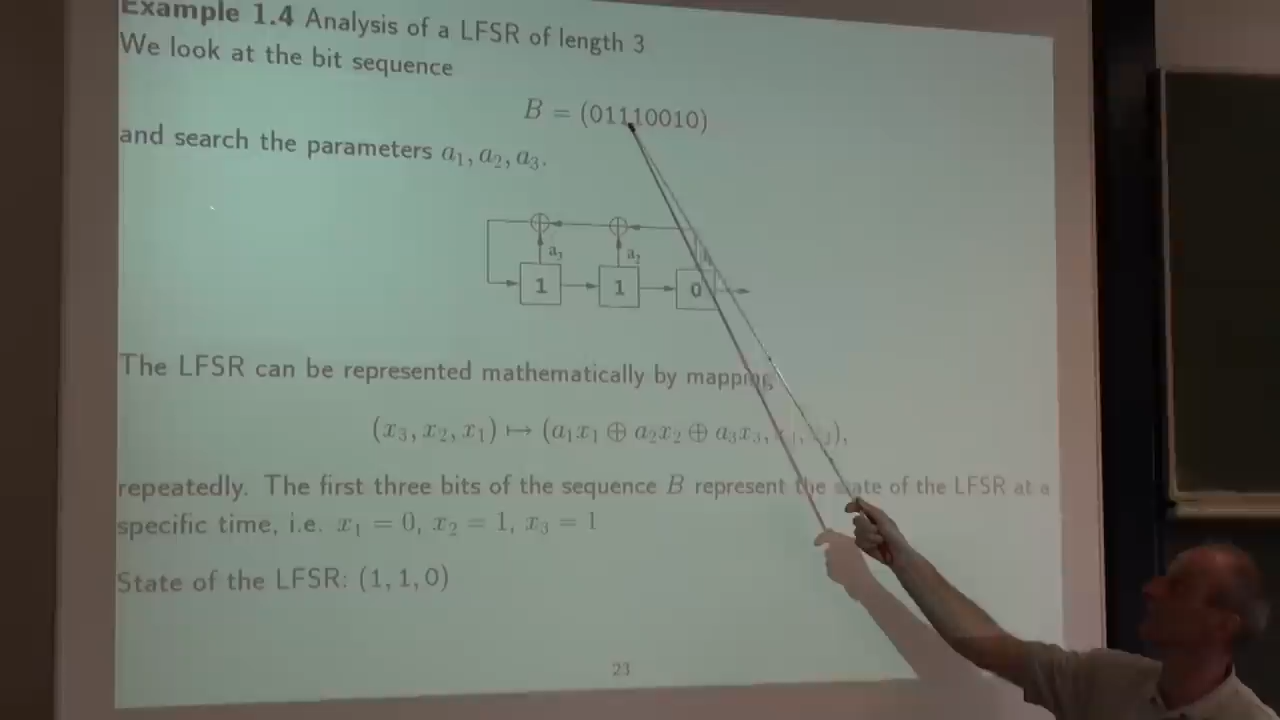 Example 1.4 Analysis of a LFSR of length 3
We look at the bit sequence
B = (01110010)
and search the parameters a₁, a₂, a₃.
a₃ a₂
1 1 0
The LFSR can be represented mathematically by mapping
(x₃, x₂, x₁) ↦ (a₁x₁ ⊕ a₂x₂ ⊕ a₃x₃,
repeatedly. The first three bits of the sequence B represent the state of the LFSR at a
specific time, i.e. x₁ = 0, x₂ = 1, x₃ = 1
State of the LFSR: (1, 1, 0)
23